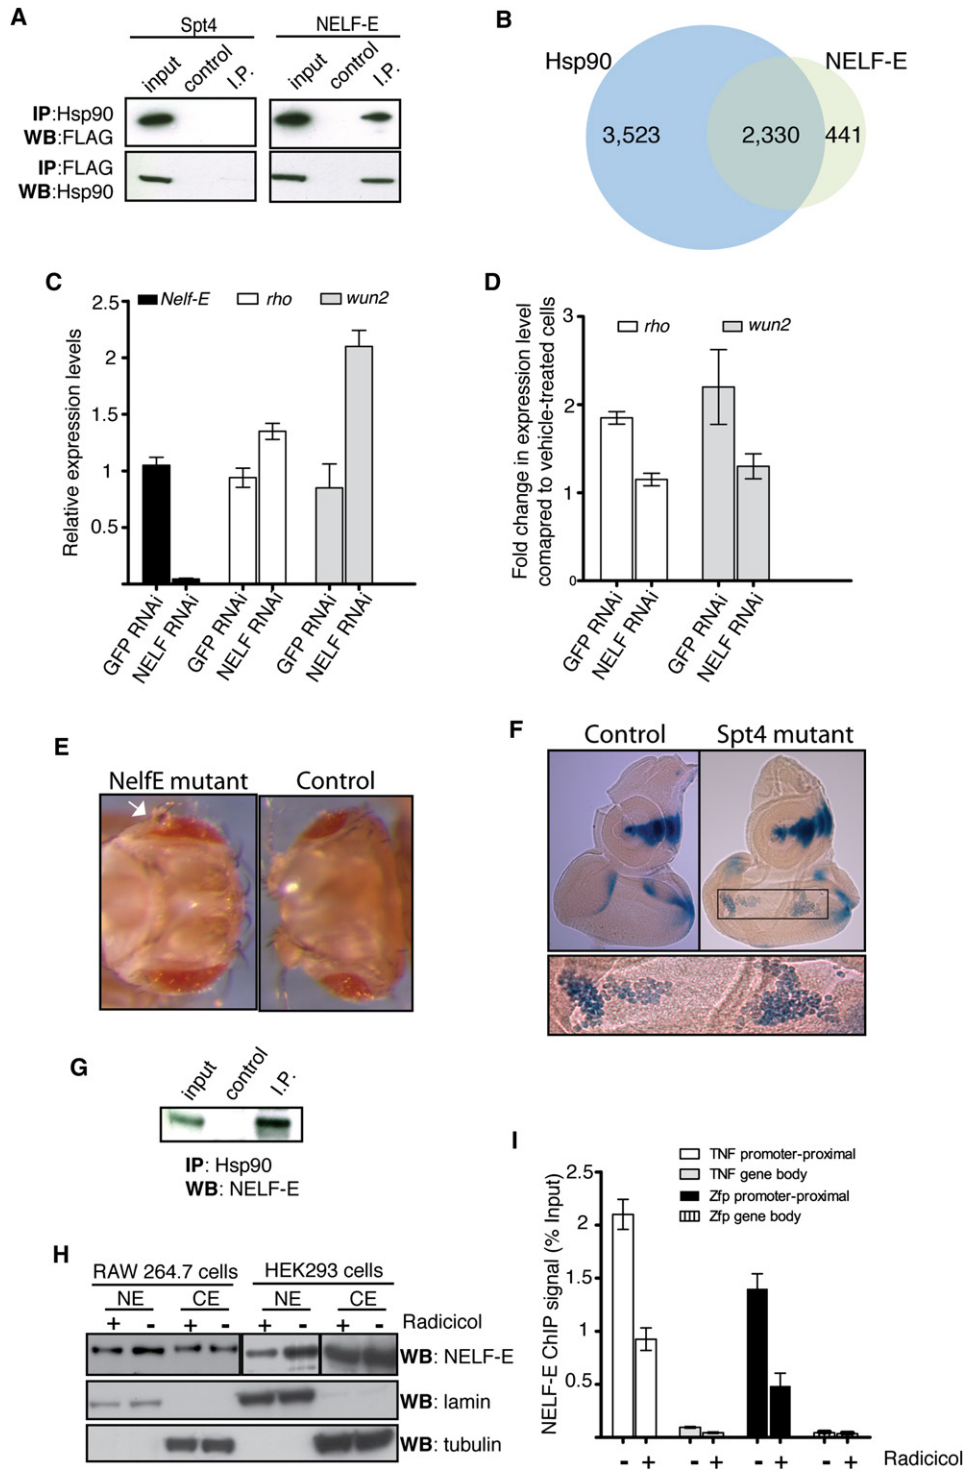 A
Spt4
NELF-E
input
control
I.P.
input
control
I.P.
IP:Hsp90
WB:FLAG
IP:FLAG
WB:Hsp90
B
Hsp90
NELF-E
3,523
2,330
441
C
Nelf-E
rho
wun2
Relative expression levels
2.5
2
1.5
1
0.5
GFP RNAi
NELF RNAi
GFP RNAi
NELF RNAi
GFP RNAi
NELF RNAi
D
rho
wun2
Fold change in expression level
comapred to vehicle-treated cells
3
2
1
0
GFP RNAi
NELF RNAi
GFP RNAi
NELF RNAi
E
NelfE mutant
Control
F
Control
Spt4 mutant
G
input
control
I.P.
IP: Hsp90
WB: NELF-E
H
RAW 264.7 cells
HEK293 cells
NE
CE
NE
CE
+ - + - + - + - Radicicol
WB: NELF-E
WB: lamin
WB: tubulin
I
TNF promoter-proximal
TNF gene body
Zfp promoter-proximal
Zfp gene body
NELF-E ChIP signal (% Input)
2.5
2
1.5
1
0.5
- + - + - + - + Radicicol